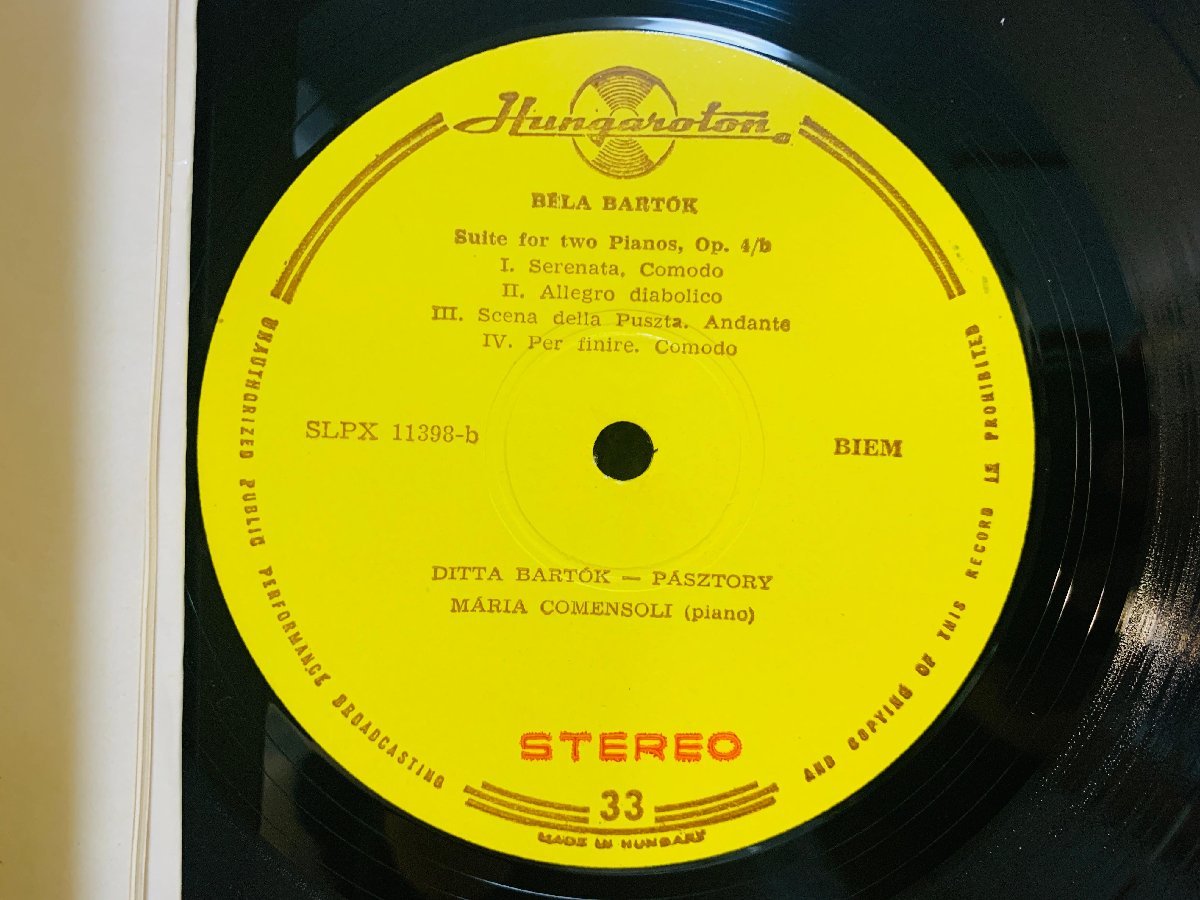 Hungaroton
BÉLA BARTÓK
Suite for two Pianos, Op. 4/b
I. Serenata, Comodo
II. Allegro diabolico
III. Scena della Puszta. Andante
IV. Per finire. Comodo
SLPX 11398-b
BIEM
DITTA BARTÓK — PÁSZTORY
MÁRIA COMENSOLI (piano)
STEREO
33
MADE IN HUNGARY
UNAUTHORIZED PUBLIC PERFORMANCE BROADCASTING
AND COPYING OF THIS RECORD IS PROHIBITED